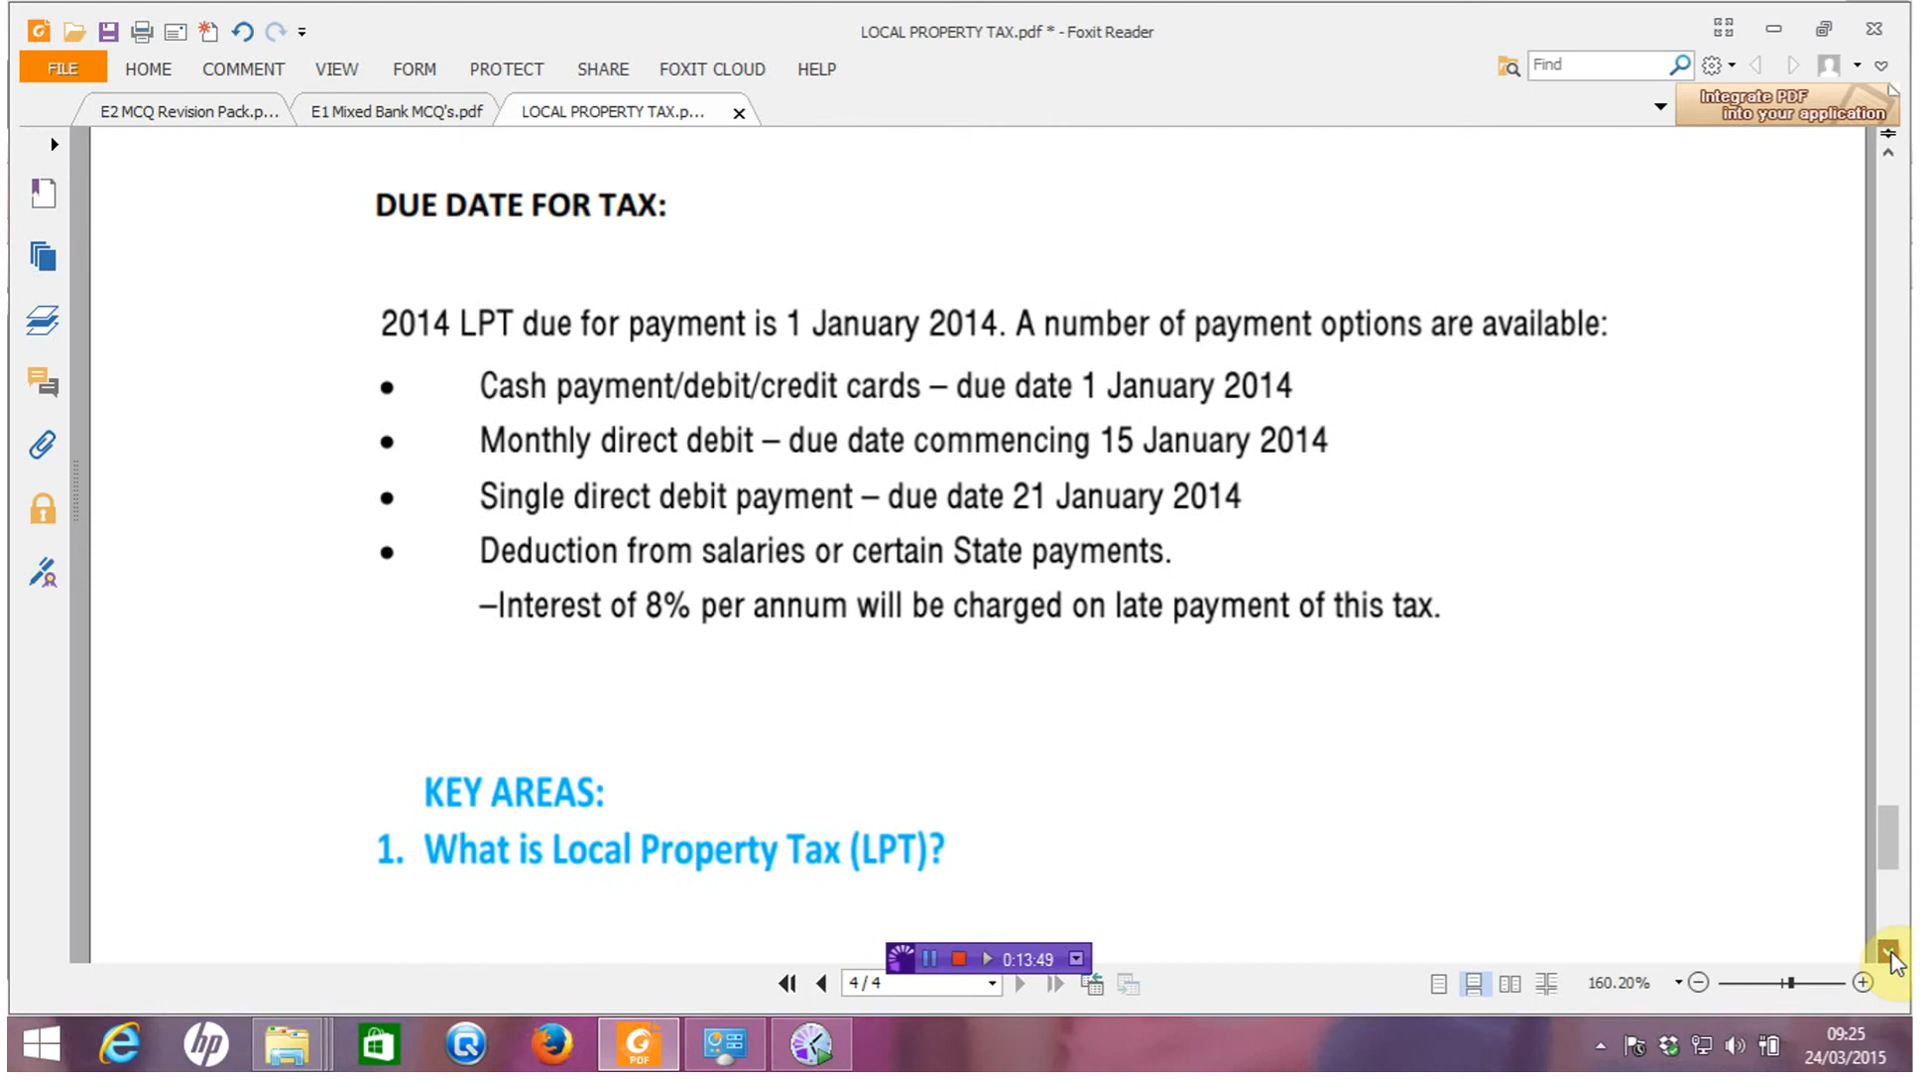 LOCAL PROPERTY TAX.pdf * - Foxit Reader
FILE HOME COMMENT VIEW FORM PROTECT SHARE FOXIT CLOUD HELP
Find
E2 MCQ Revision Pack.p... E1 Mixed Bank MCQ's.pdf LOCAL PROPERTY TAX.p...
Integrate PDF
into your application
DUE DATE FOR TAX:
2014 LPT due for payment is 1 January 2014. A number of payment options are available:
• Cash payment/debit/credit cards – due date 1 January 2014
• Monthly direct debit – due date commencing 15 January 2014
• Single direct debit payment – due date 21 January 2014
• Deduction from salaries or certain State payments.
–Interest of 8% per annum will be charged on late payment of this tax.
KEY AREAS:
1. What is Local Property Tax (LPT)?
0:13:49
4 / 4
160.20%
hp
PDF
09:25
24/03/2015